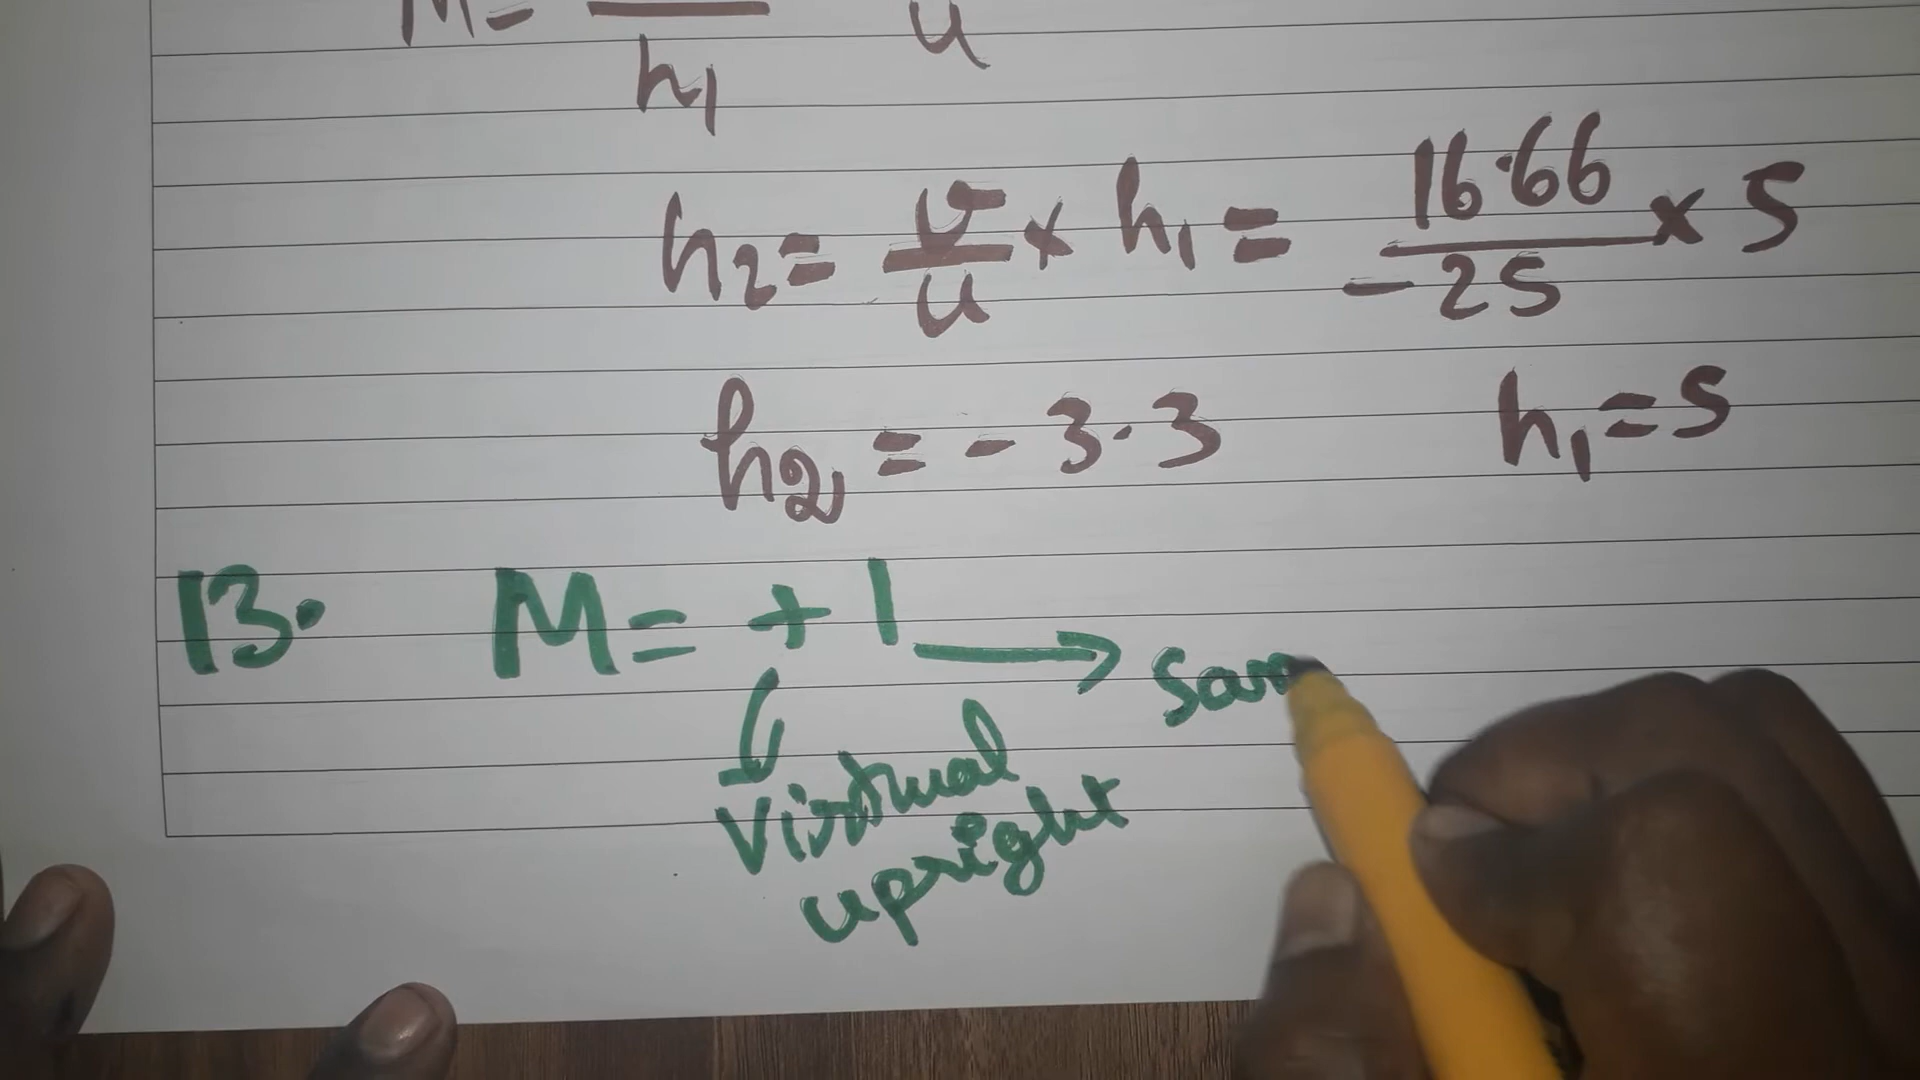 M = ― u
h1
h2 = v/u × h1 = 16.66/-25 × 5
h2 = - 3.3 h1 = 5
13. M = + 1 → sam
Virtual
upright